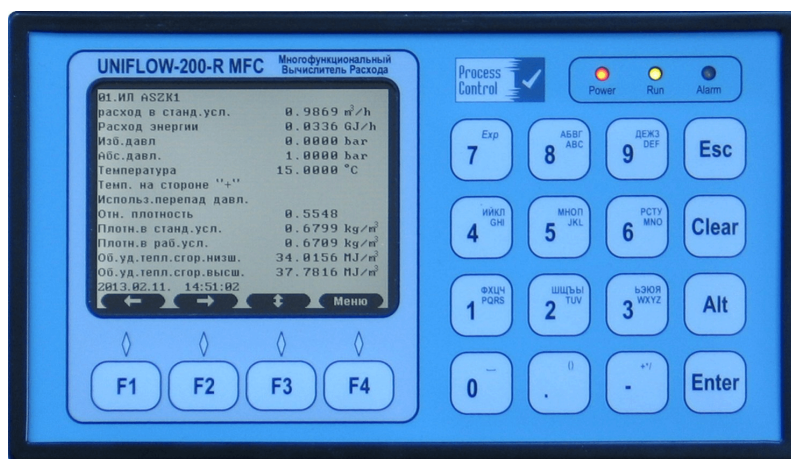 UNIFLOW-200-R MFC
Многофункциональный
Вычислитель Расхода
01.ИЛ ASZK1
расход в станд.усл. 0.9869 m³/h
Расход энергии 0.0336 GJ/h
Изб.давл 0.0000 bar
Абс.давл. 1.0000 bar
Температура 15.0000 °C
Темп. на стороне "+"
Использ.перепад давл.
Отн. плотность 0.5548
Плотн.в станд.усл. 0.6799 kg/m³
Плотн.в раб.усл. 0.6709 kg/m³
Об.уд.тепл.сгор.низш. 34.0156 MJ/m³
Об.уд.тепл.сгор.высш. 37.7816 MJ/m³
2013.02.11. 14:51:02
← → ↕ Меню
F1 F2 F3 F4
Process
Control
Power Run Alarm
7 Exp
8 АБВГ ABC
9 ДЕЖЗ DEF
Esc
4 ИЙКЛ GHI
5 МНОП JKL
6 РСТУ MNO
Clear
1 ФХЦЧ PQRS
2 ШЩЪЫ TUV
3 ЬЭЮЯ WXYZ
Alt
0
. ()
- +*/
Enter